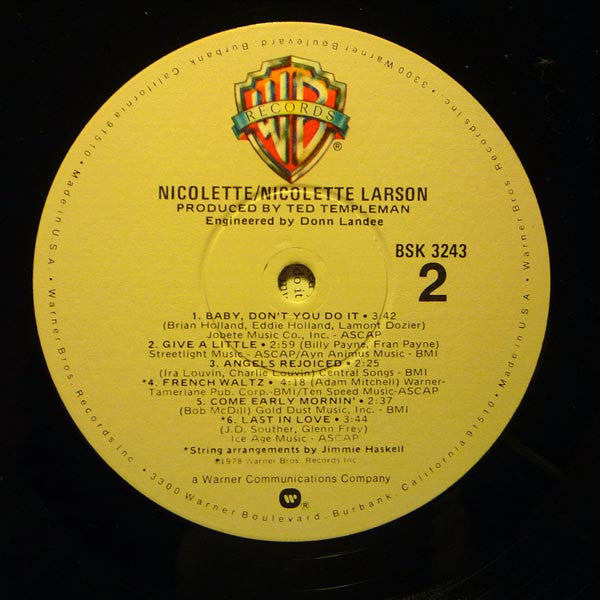 WB
RECORDS
®
NICOLETTE/NICOLETTE LARSON
PRODUCED BY TED TEMPLEMAN
Engineered by Donn Landee
BSK 3243
2
do it
1. BABY, DON'T YOU DO IT • 3:42
(Brian Holland, Eddie Holland, Lamont Dozier)
Jobete Music Co., Inc. - ASCAP
2. GIVE A LITTLE • 2:59 (Billy Payne, Fran Payne)
Streetlight Music - ASCAP/Ayn Animus Music - BMI
3. ANGELS REJOICED • 2:25
(Ira Louvin, Charlie Louvin) Central Songs - BMI
*4. FRENCH WALTZ • 4:18 (Adam Mitchell) Warner-
Tamerlane Pub. Corp.-BMI/Ten Speed Music-ASCAP
5. COME EARLY MORNIN' • 2:37
(Bob McDill) Gold Dust Music, Inc. - BMI
*6. LAST IN LOVE • 3:44
(J.D. Souther, Glenn Frey)
Ice Age Music - ASCAP
*String arrangements by Jimmie Haskell
℗1978 Warner Bros. Records Inc.
a Warner Communications Company
®
Warner Bros. Records Inc. • 3300 Warner Boulevard, Burbank, California 91510 • Made in U.S.A. •
Warner Bros. Records Inc. • 3300 Warner Boulevard, Burbank, California 91510 • Made in U.S.A. •